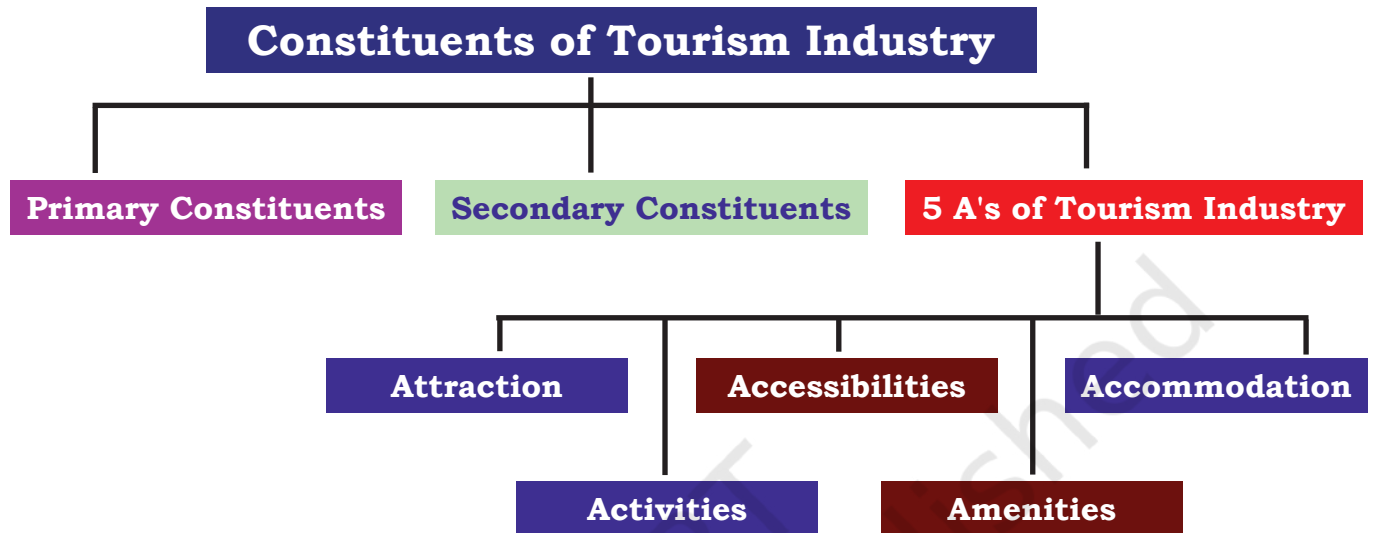 Constituents of Tourism Industry
Primary Constituents
Secondary Constituents
5 A's of Tourism Industry
Attraction
Accessibilities
Accommodation
Activities
Amenities